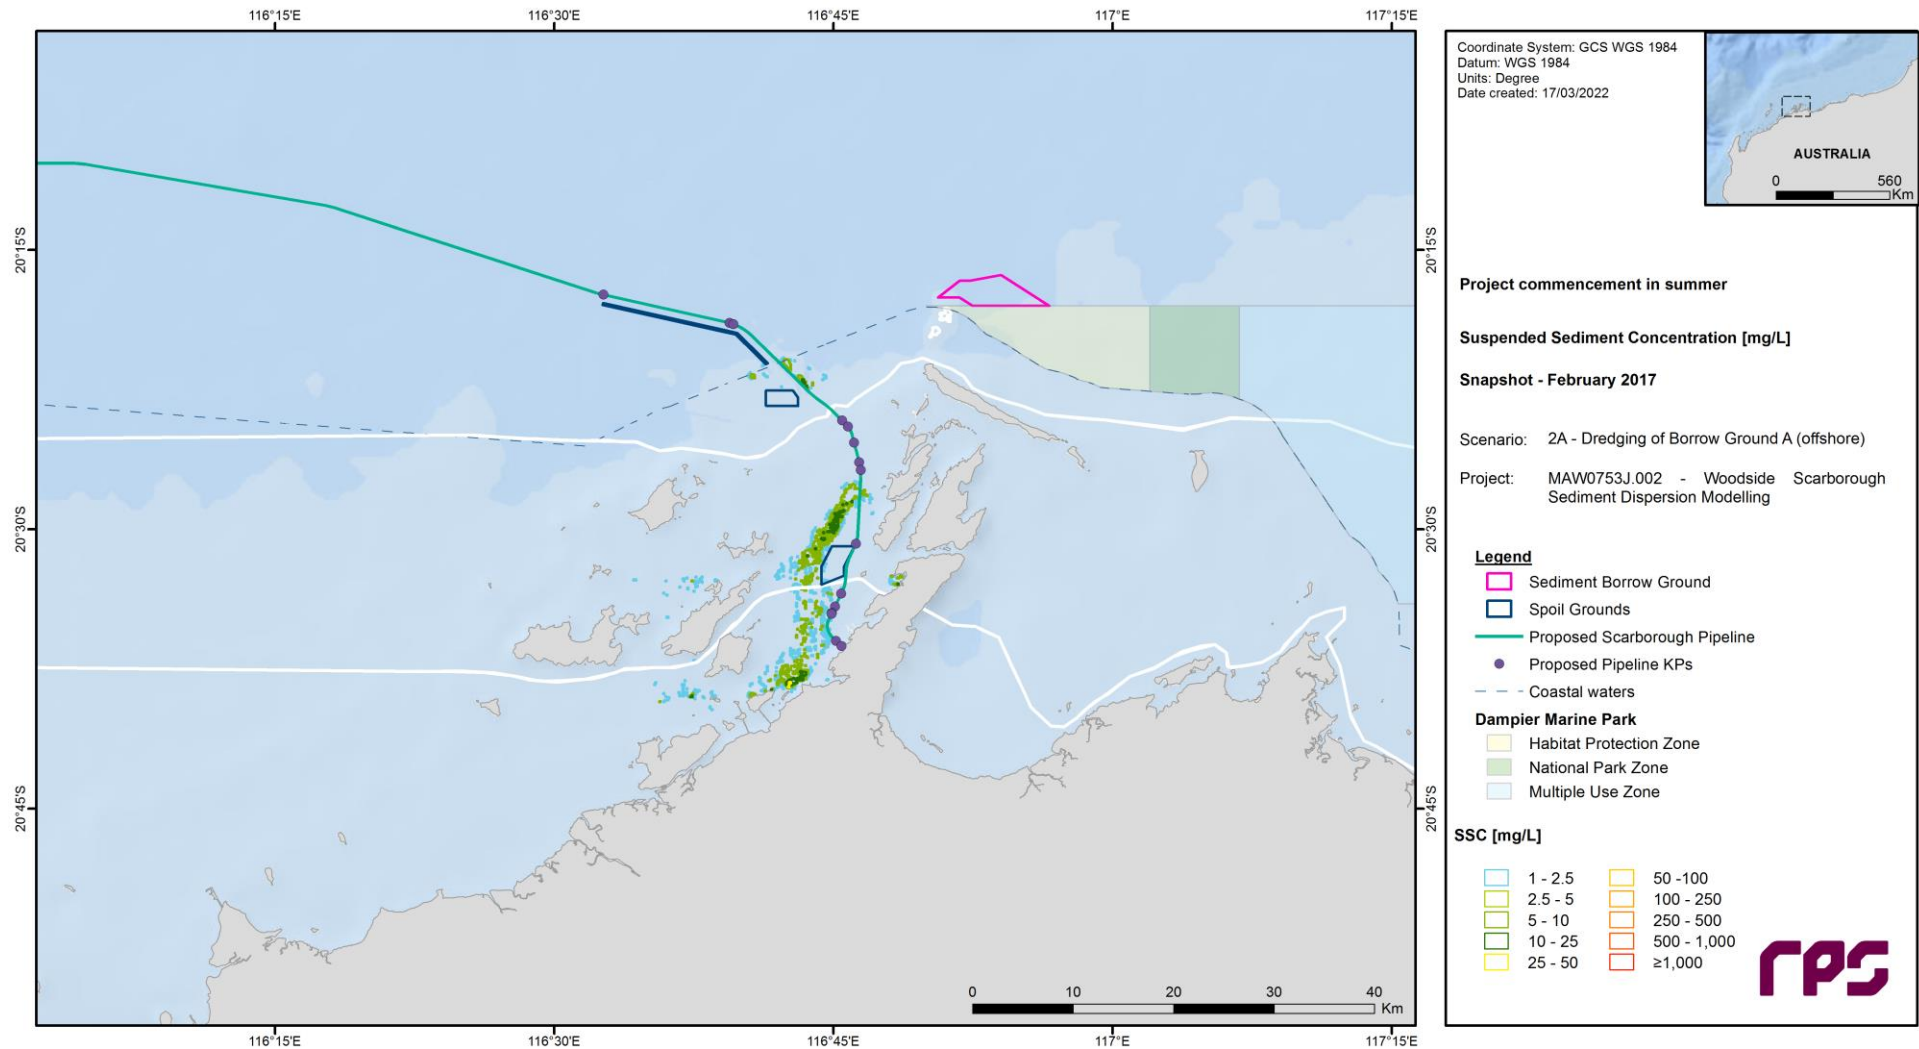 116°15'E
116°30'E
116°45'E
117°E
117°15'E
20°15'S
20°30'S
20°45'S
20°15'S
20°30'S
20°45'S
0 10 20 30 40
Km
116°15'E
116°30'E
116°45'E
117°E
117°15'E
Coordinate System: GCS WGS 1984
Datum: WGS 1984
Units: Degree
Date created: 17/03/2022
AUSTRALIA
0 560
Km
Project commencement in summer
Suspended Sediment Concentration [mg/L]
Snapshot - February 2017
Scenario: 2A - Dredging of Borrow Ground A (offshore)
Project: MAW0753J.002 - Woodside Scarborough
Sediment Dispersion Modelling
Legend
Sediment Borrow Ground
Spoil Grounds
Proposed Scarborough Pipeline
Proposed Pipeline KPs
Coastal waters
Dampier Marine Park
Habitat Protection Zone
National Park Zone
Multiple Use Zone
SSC [mg/L]
1 - 2.5
2.5 - 5
5 - 10
10 - 25
25 - 50
50 -100
100 - 250
250 - 500
500 - 1,000
≥1,000
rps